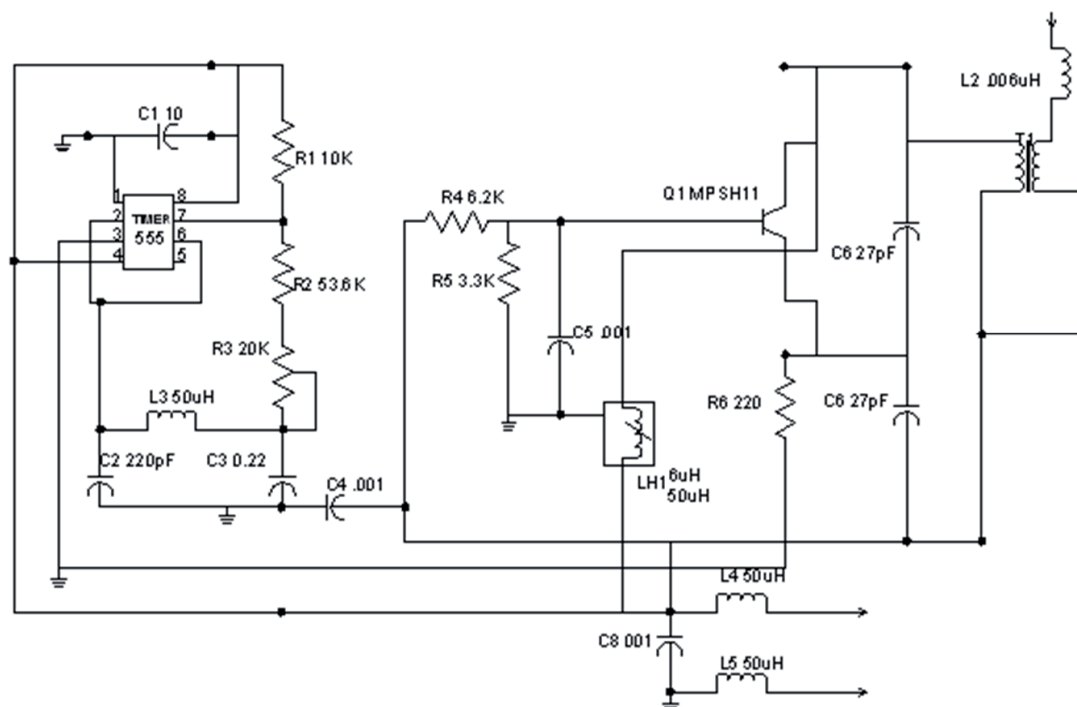 L2 .006uH
C1 10
T1
R1 10K
1 8
2 TIMER 7
3 555 6
4 5
R4 6.2K
Q1 MPSH11
R2 53.6K
R5 3.3K
C6 27pF
C5 .001
R3 20K
L3 50uH
R6 220
C6 27pF
C2 220pF
C3 0.22
C4 .001
LH1 6uH
50uH
L4 50uH
C8 001
L5 50uH